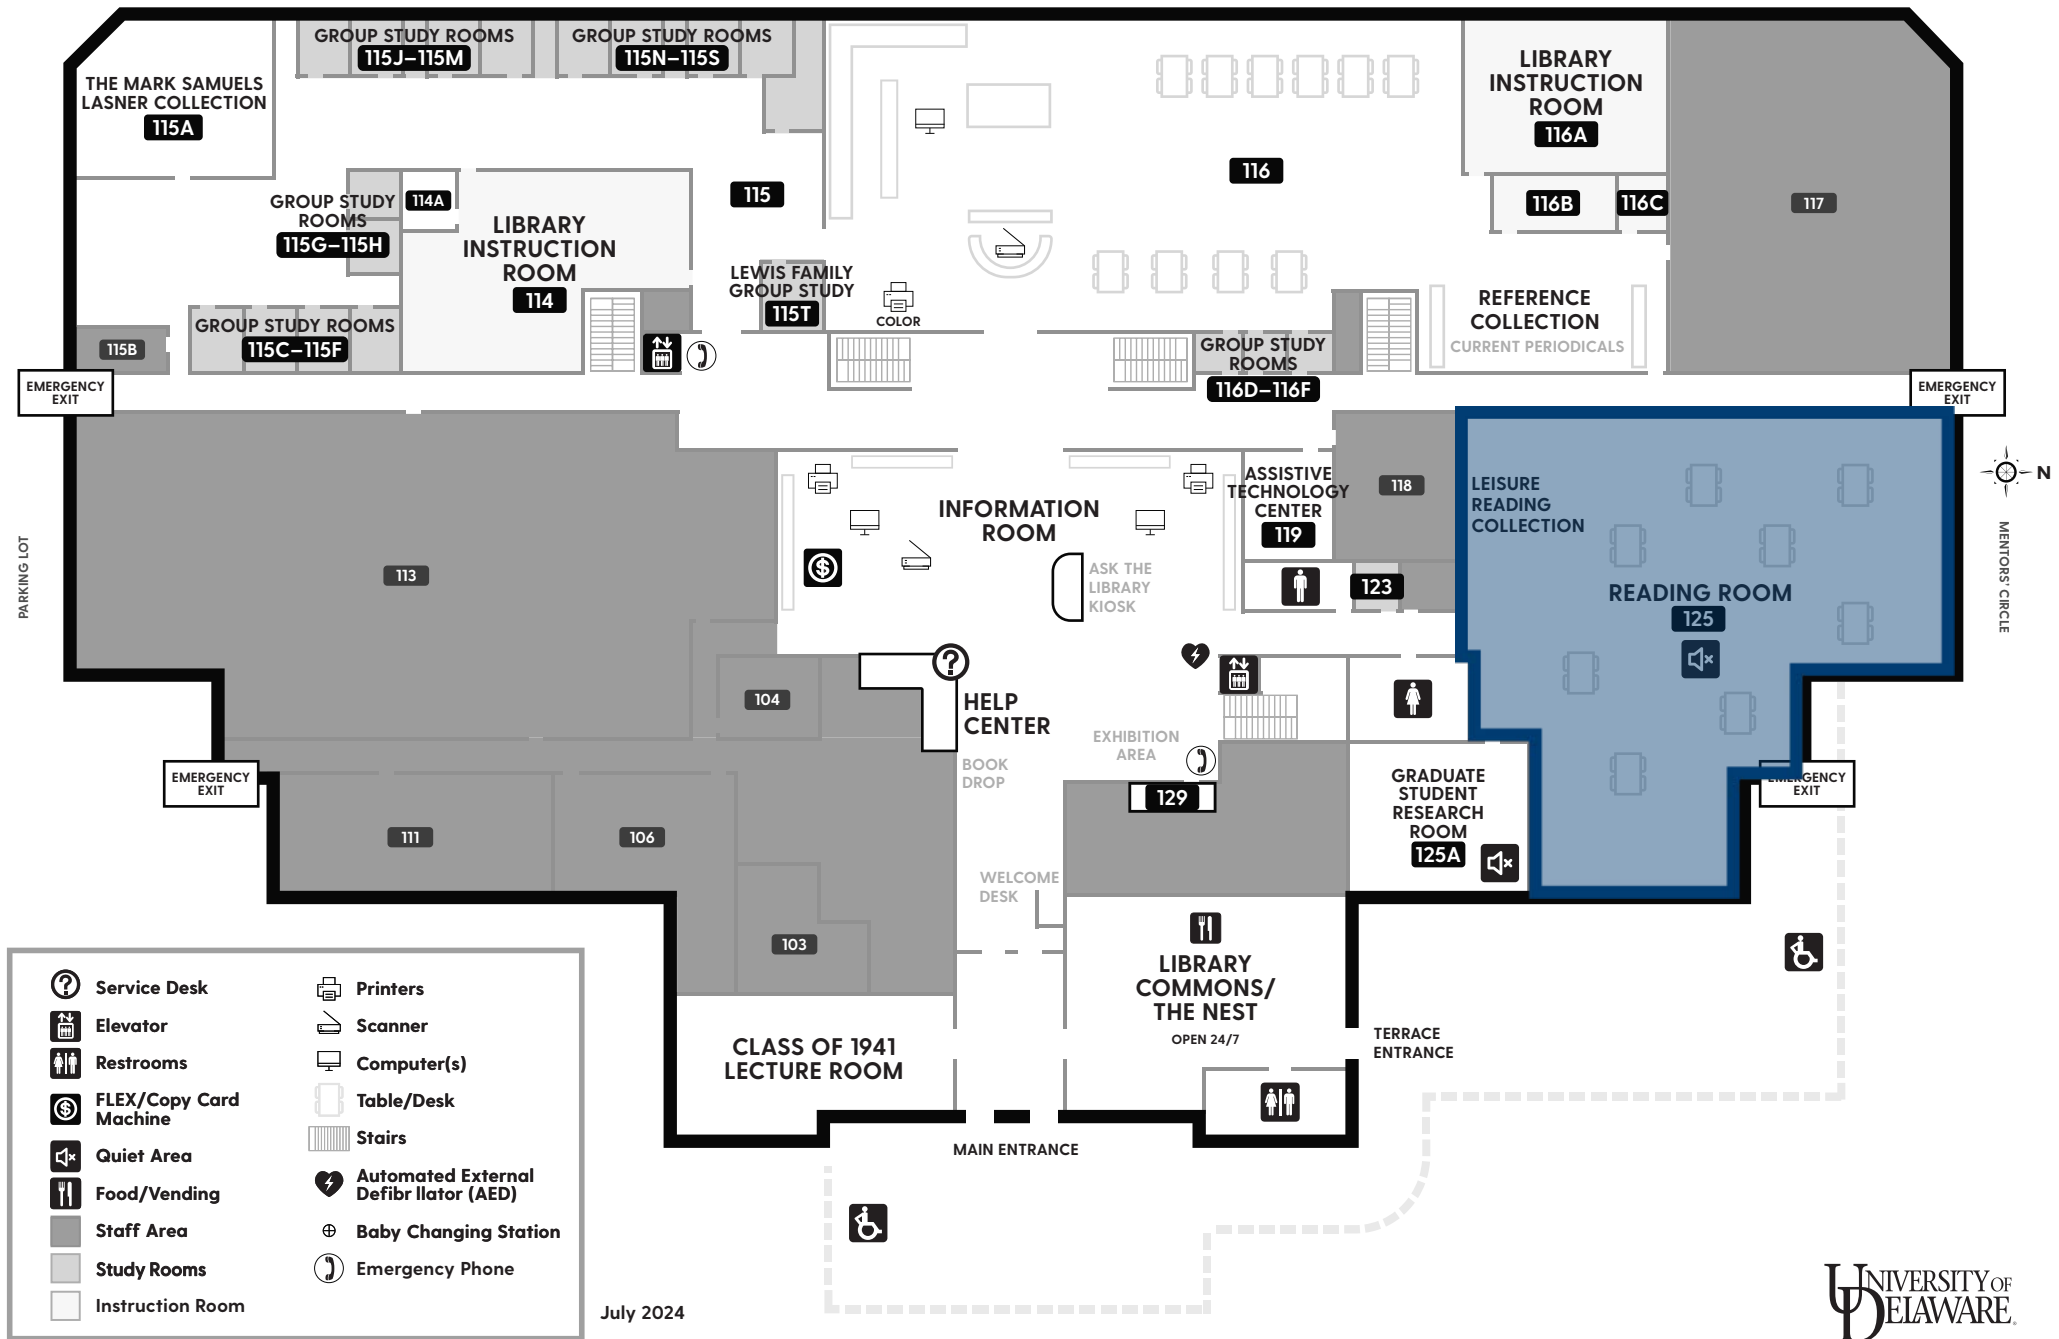 GROUP STUDY ROOMS
115J–115M
GROUP STUDY ROOMS
115N–115S
THE MARK SAMUELS
LASNER COLLECTION
115A
LIBRARY
INSTRUCTION
ROOM
116A
116
115
GROUP STUDY
ROOMS
115G–115H
114A
LIBRARY
INSTRUCTION
ROOM
114
116B
116C
117
LEWIS FAMILY
GROUP STUDY
115T
COLOR
REFERENCE
COLLECTION
CURRENT PERIODICALS
115B
GROUP STUDY ROOMS
115C–115F
GROUP STUDY
ROOMS
116D–116F
EMERGENCY
EXIT
EMERGENCY
EXIT
PARKING LOT
113
INFORMATION
ROOM
ASSISTIVE
TECHNOLOGY
CENTER
119
118
LEISURE
READING
COLLECTION
N
MENTORS' CIRCLE
ASK THE
LIBRARY
KIOSK
123
READING ROOM
125
104
HELP
CENTER
EXHIBITION
AREA
BOOK
DROP
EMERGENCY
EXIT
129
GRADUATE
STUDENT
RESEARCH
ROOM
125A
EMERGENCY
EXIT
111
106
WELCOME
DESK
103
LIBRARY
COMMONS/
THE NEST
OPEN 24/7
CLASS OF 1941
LECTURE ROOM
TERRACE
ENTRANCE
MAIN ENTRANCE
Service Desk
Elevator
Restrooms
FLEX/Copy Card
Machine
Quiet Area
Food/Vending
Staff Area
Study Rooms
Instruction Room
Printers
Scanner
Computer(s)
Table/Desk
Stairs
Automated External
Defibr llator (AED)
Baby Changing Station
Emergency Phone
July 2024
UNIVERSITY OF
DELAWARE